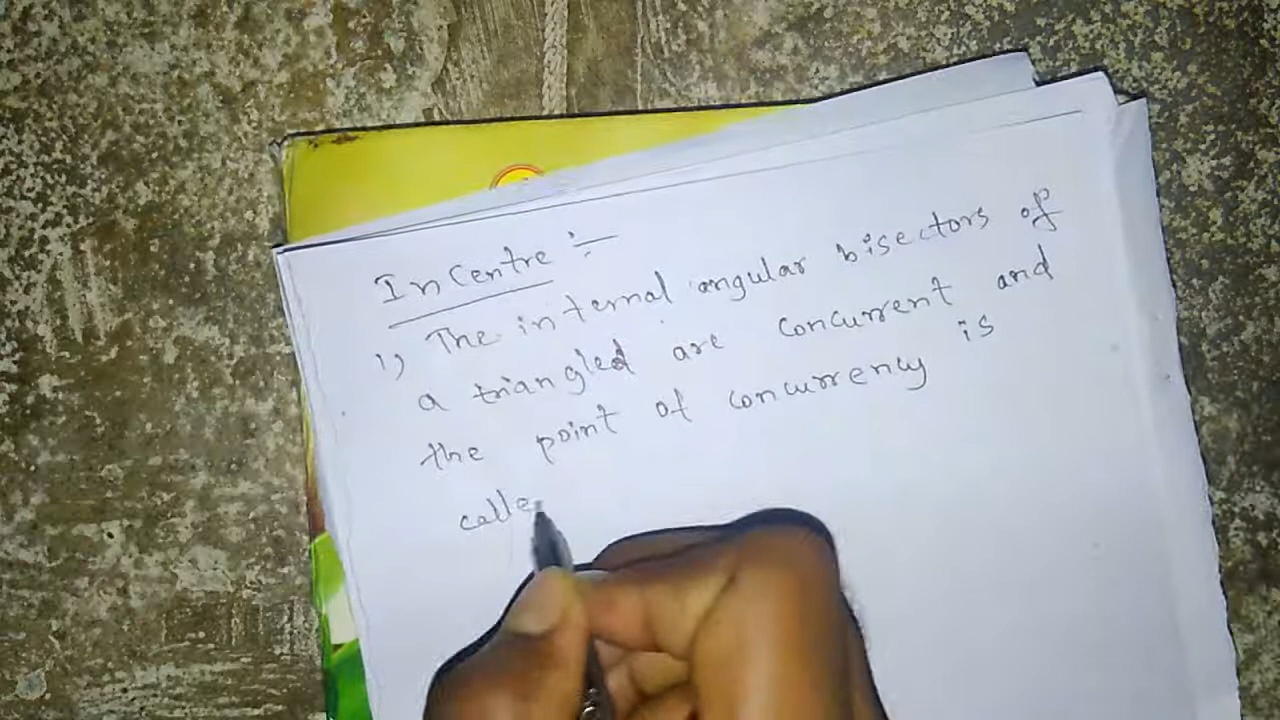 InCentre :-
1) The internal angular bisectors of
a triangled are concurrent and
the point of concurrency is
calle